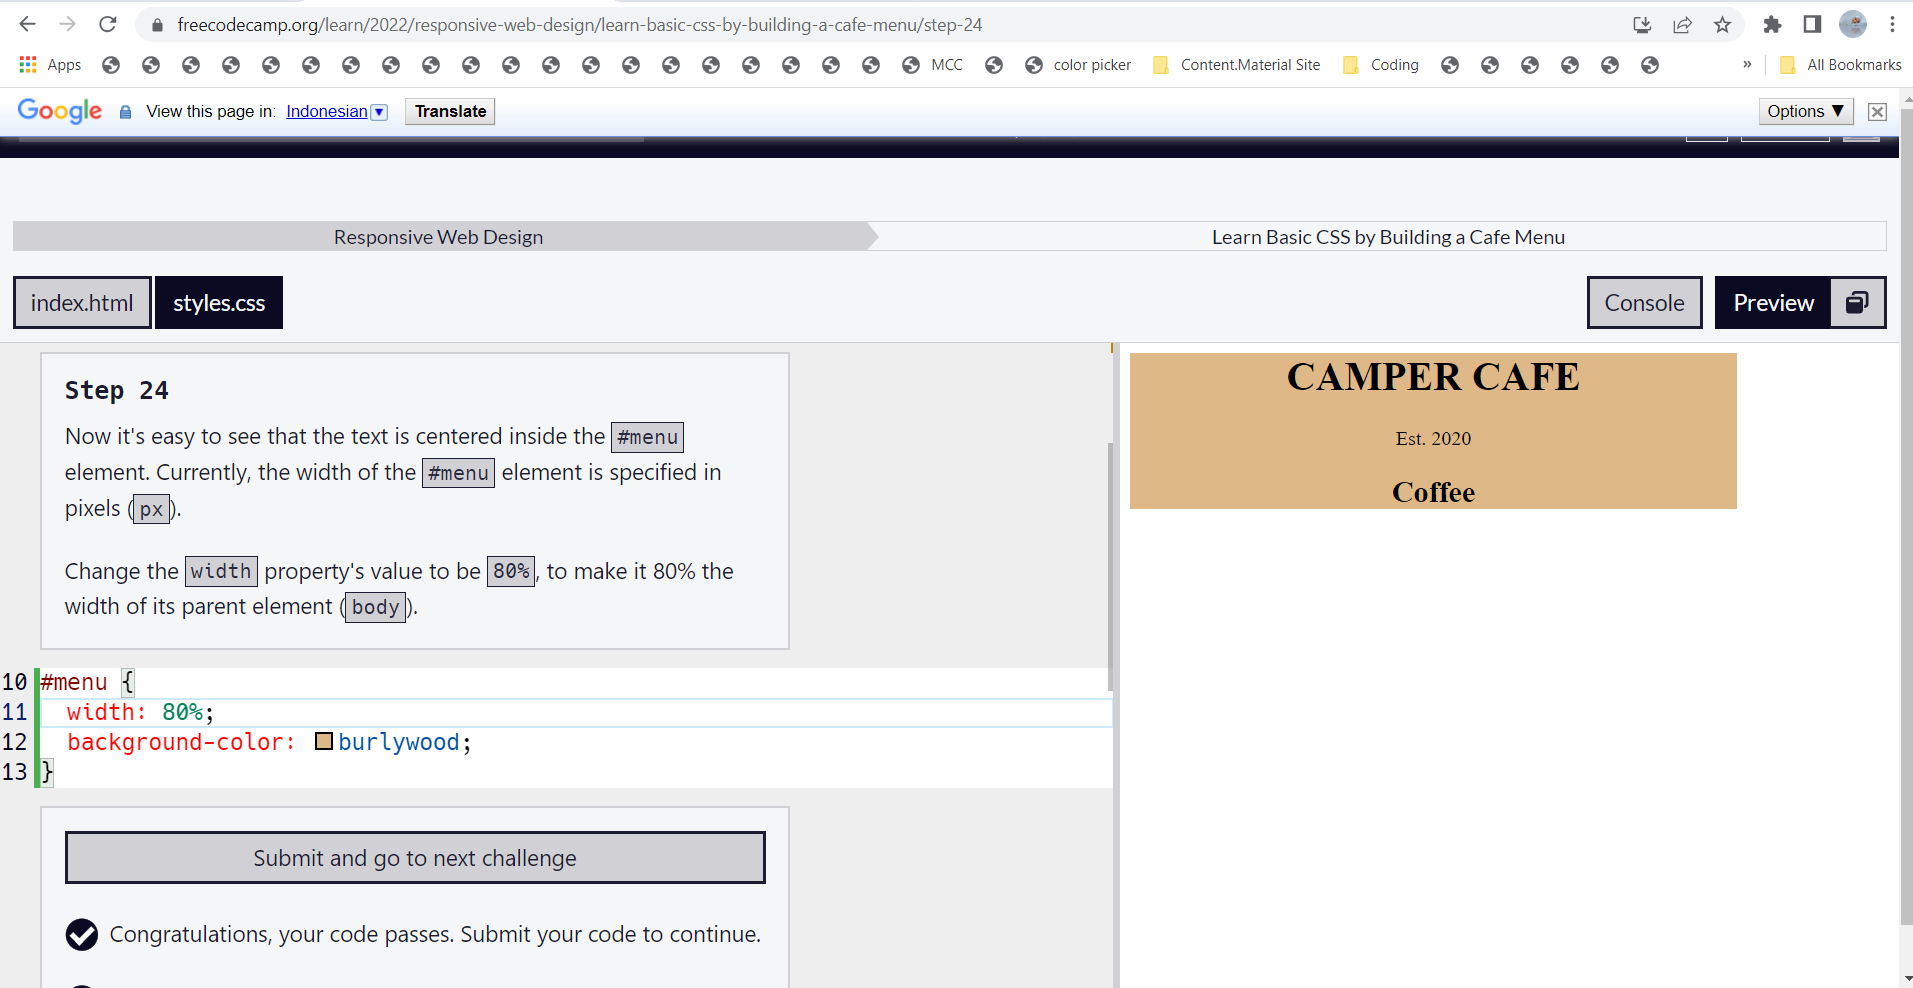 freecodecamp.org/learn/2022/responsive-web-design/learn-basic-css-by-building-a-cafe-menu/step-24
Apps MCC color picker Content.Material Site Coding » All Bookmarks
Google View this page in: Indonesian Translate Options ▼
Responsive Web Design Learn Basic CSS by Building a Cafe Menu
index.html styles.css Console Preview
Step 24
Now it's easy to see that the text is centered inside the #menu
element. Currently, the width of the #menu element is specified in
pixels (px).
Change the width property's value to be 80%, to make it 80% the
width of its parent element (body).
10 #menu {
11 width: 80%;
12 background-color: burlywood;
13 }
Submit and go to next challenge
Congratulations, your code passes. Submit your code to continue.
CAMPER CAFE
Est. 2020
Coffee